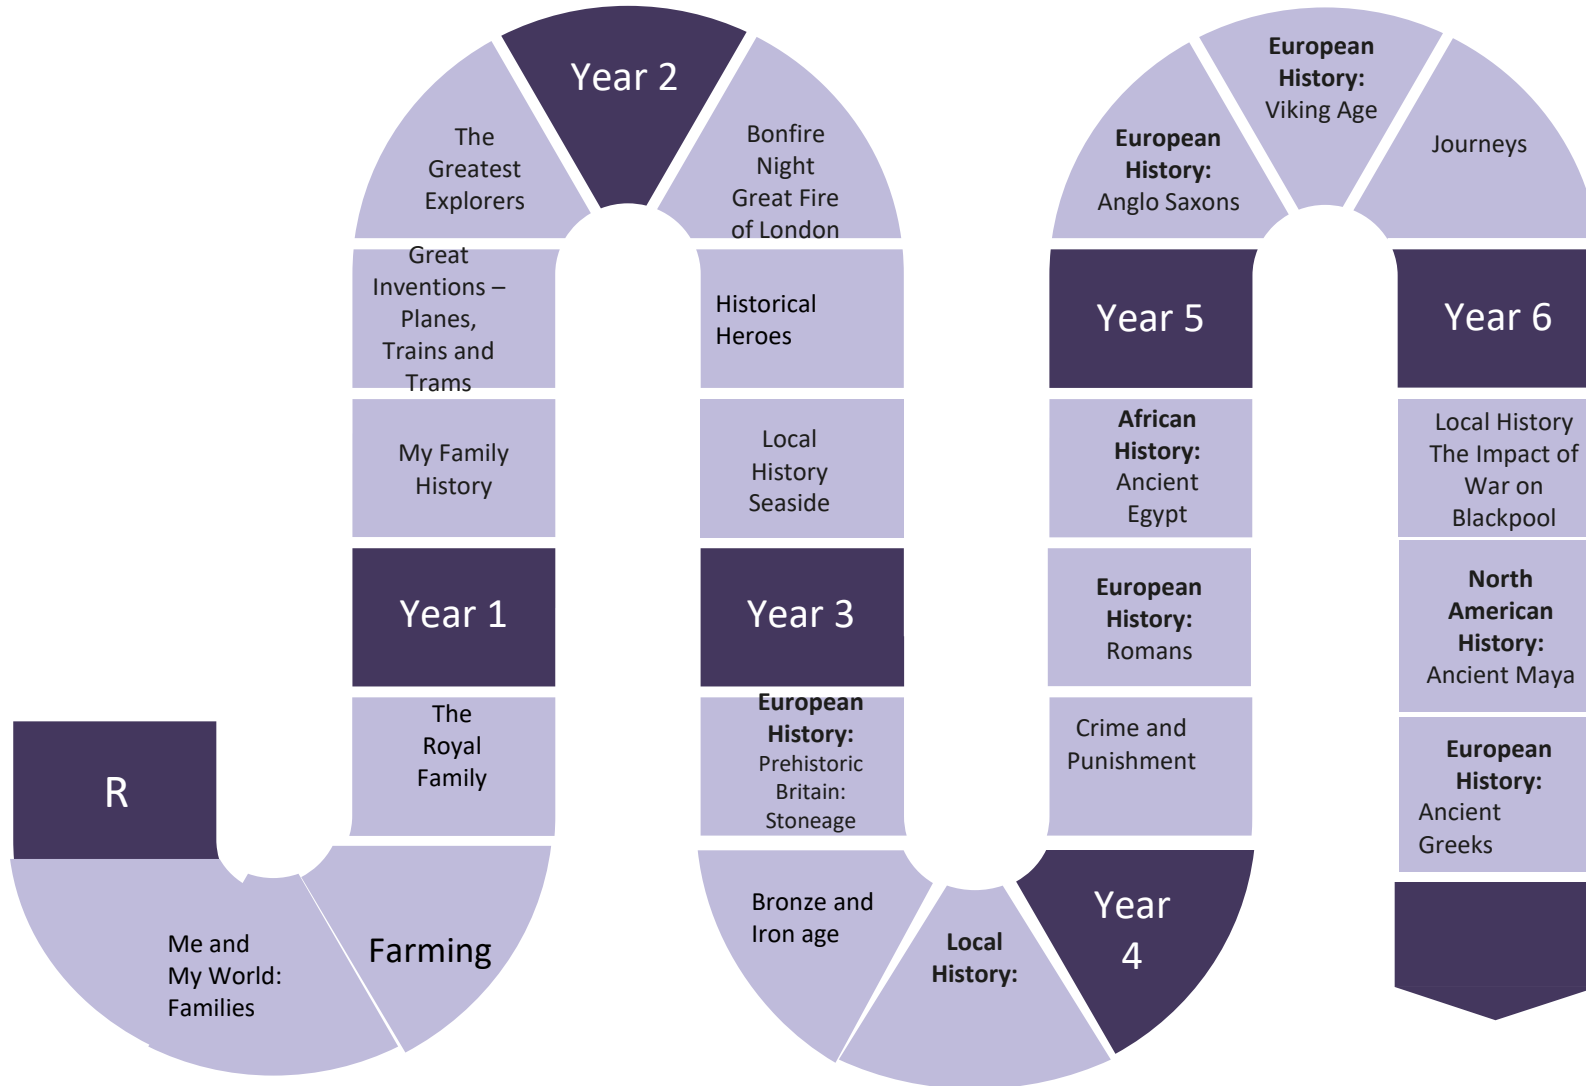 R
Me and
My World:
Families
Farming
The
Royal
Family
Year 1
My Family
History
Great
Inventions –
Planes,
Trains and
Trams
The
Greatest
Explorers
Year 2
Bonfire
Night
Great Fire
of London
Historical
Heroes
Local
History
Seaside
Year 3
European
History:
Prehistoric
Britain:
Stoneage
Bronze and
Iron age
Local
History:
Year
4
Crime and
Punishment
European
History:
Romans
African
History:
Ancient
Egypt
Year 5
European
History:
Anglo Saxons
European
History:
Viking Age
Journeys
Year 6
Local History
The Impact of
War on
Blackpool
North
American
History:
Ancient Maya
European
History:
Ancient
Greeks